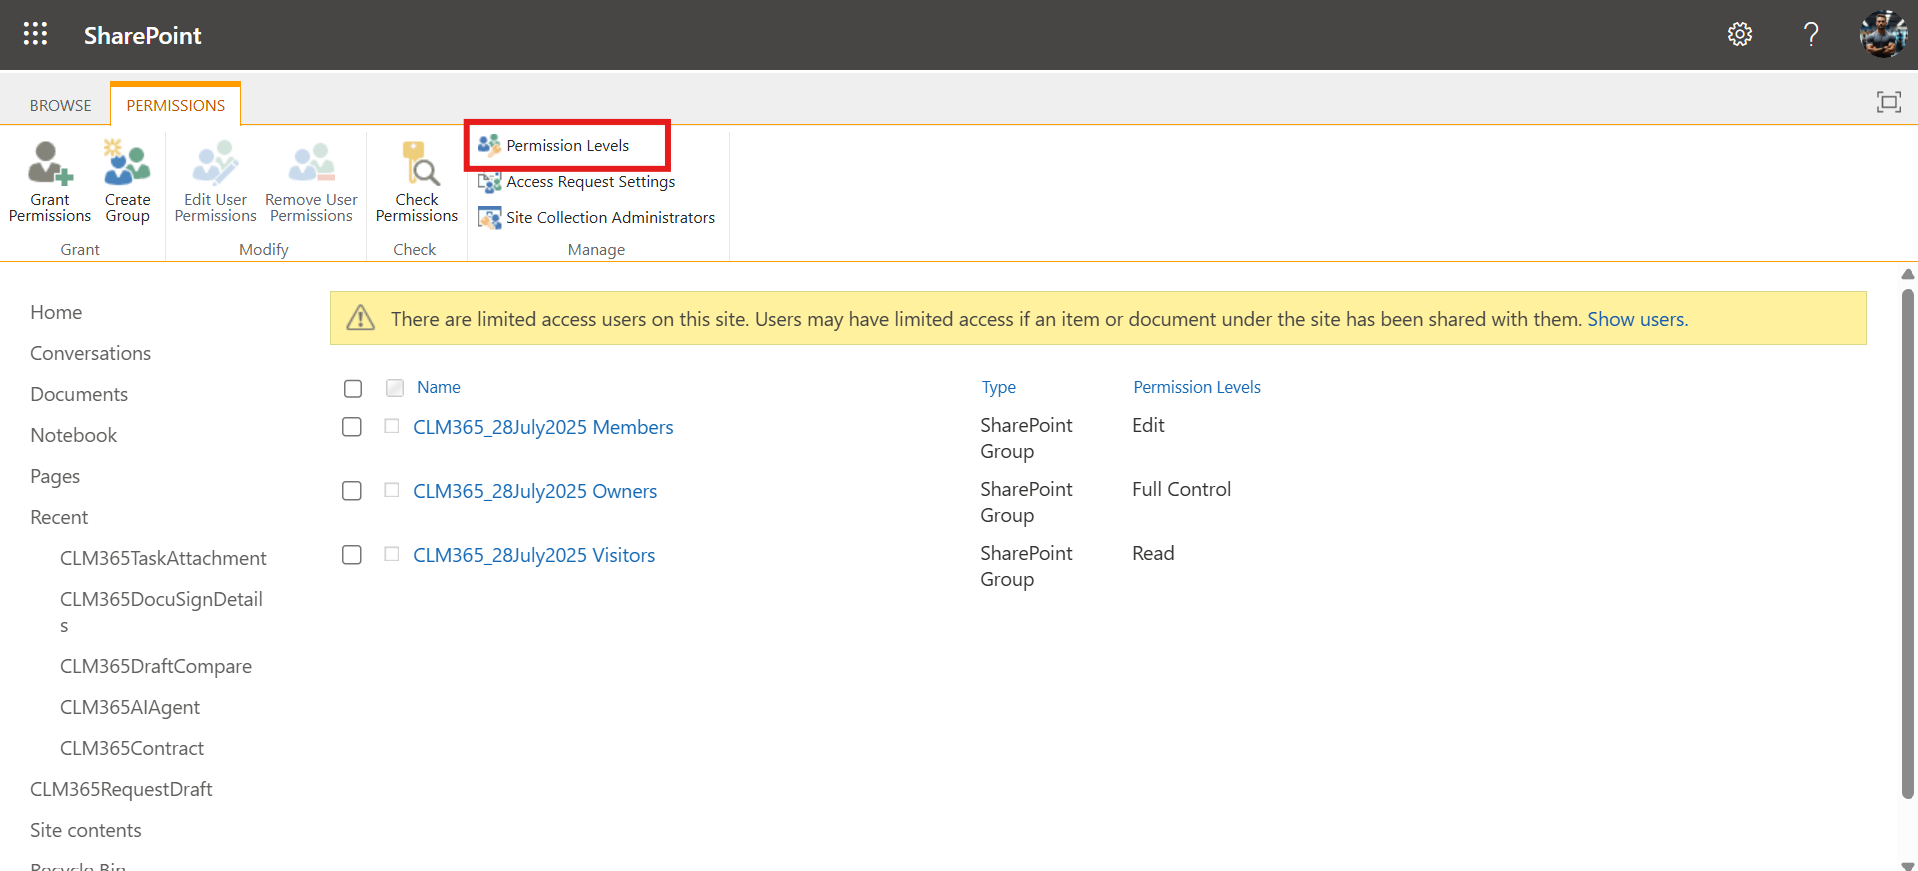 SharePoint
BROWSE
PERMISSIONS
Grant
Permissions
Create
Group
Grant
Edit User
Permissions
Remove User
Permissions
Modify
Check
Permissions
Check
Permission Levels
Access Request Settings
Site Collection Administrators
Manage
Home
Conversations
Documents
Notebook
Pages
Recent
CLM365TaskAttachment
CLM365DocuSignDetail
s
CLM365DraftCompare
CLM365AIAgent
CLM365Contract
CLM365RequestDraft
Site contents
Recycle Bin
There are limited access users on this site. Users may have limited access if an item or document under the site has been shared with them. Show users.
Name Type Permission Levels
CLM365_28July2025 Members SharePoint Edit
Group
CLM365_28July2025 Owners SharePoint Full Control
Group
CLM365_28July2025 Visitors SharePoint Read
Group